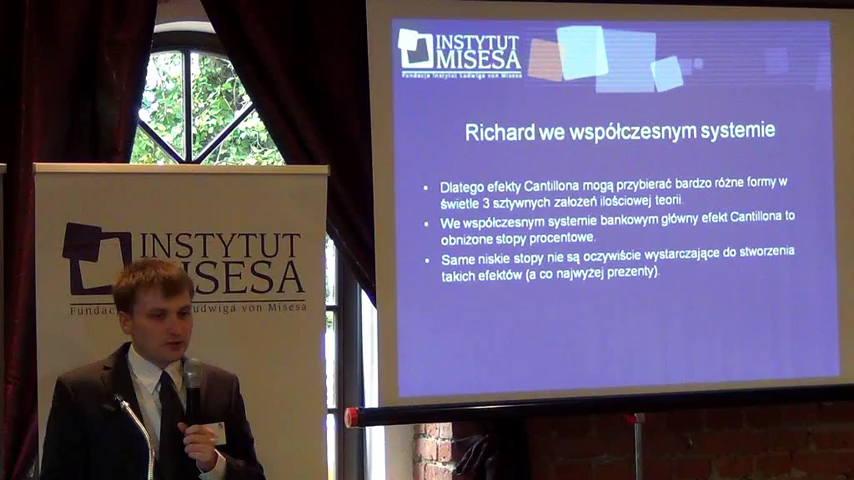 INSTYTUT
MISESA
Fundacja Instytut Ludwiga von Misesa
Richard we współczesnym systemie
• Dlatego efekty Cantillona mogą przybierać bardzo różne formy w
świetle 3 sztywnych założeń ilościowej teorii.
• We współczesnym systemie bankowym główny efekt Cantillona to
obniżone stopy procentowe.
• Same niskie stopy nie są oczywiście wystarczające do stworzenia
takich efektów (a co najwyżej prezenty).
INSTYTUT
MISESA
Fundac Ludwiga von Misesa